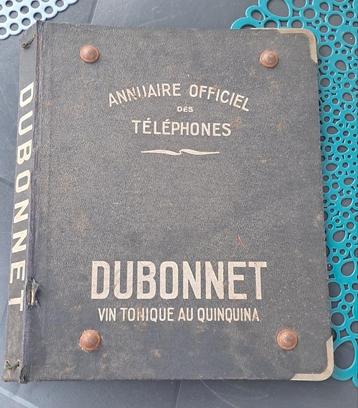 DUBONNET
ANNUAIRE OFFICIEL
DES
TÉLÉPHONES
DUBONNET
VIN TONIQUE AU QUINQUINA